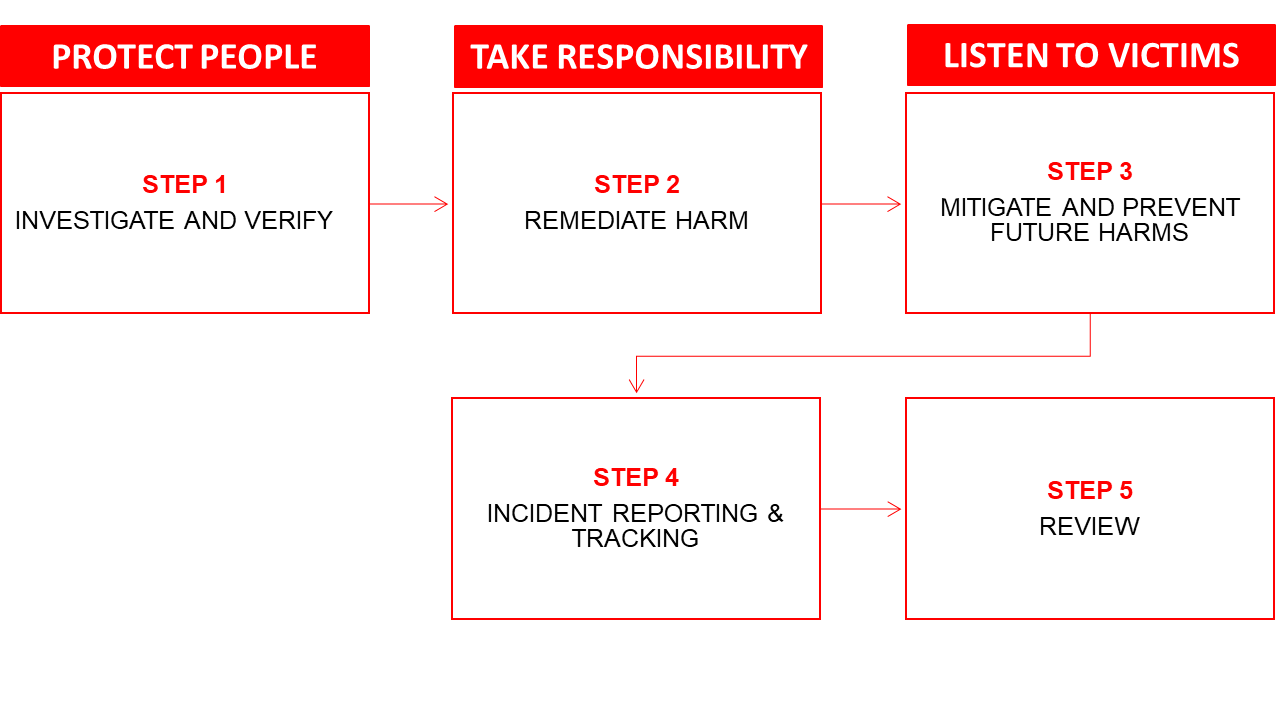 PROTECT PEOPLE
TAKE RESPONSIBILITY
LISTEN TO VICTIMS
STEP 1
INVESTIGATE AND VERIFY
STEP 2
REMEDIATE HARM
STEP 3
MITIGATE AND PREVENT
FUTURE HARMS
STEP 4
INCIDENT REPORTING &
TRACKING
STEP 5
REVIEW